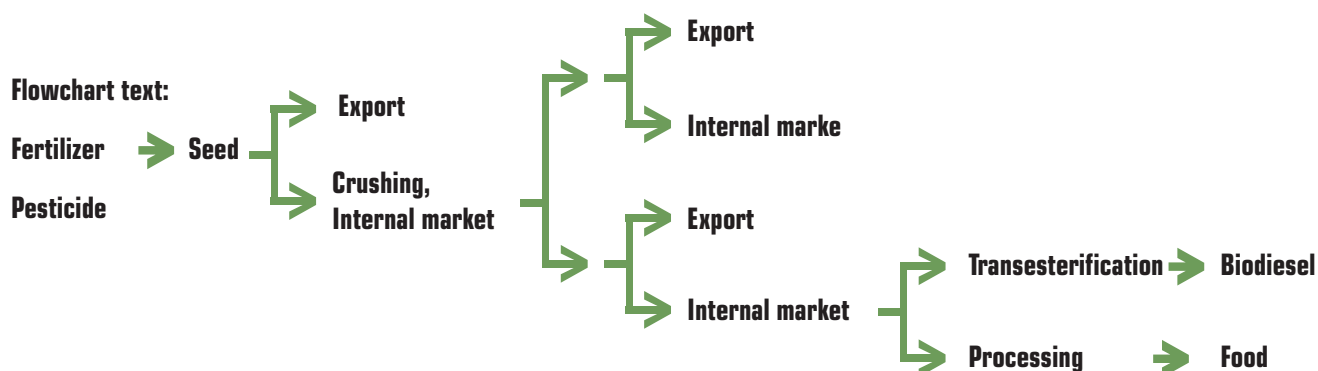 Export
Flowchart text:
Export
Internal marke
Fertilizer
Seed
Crushing,
Internal market
Pesticide
Export
Transesterification
Biodiesel
Internal market
Processing
Food